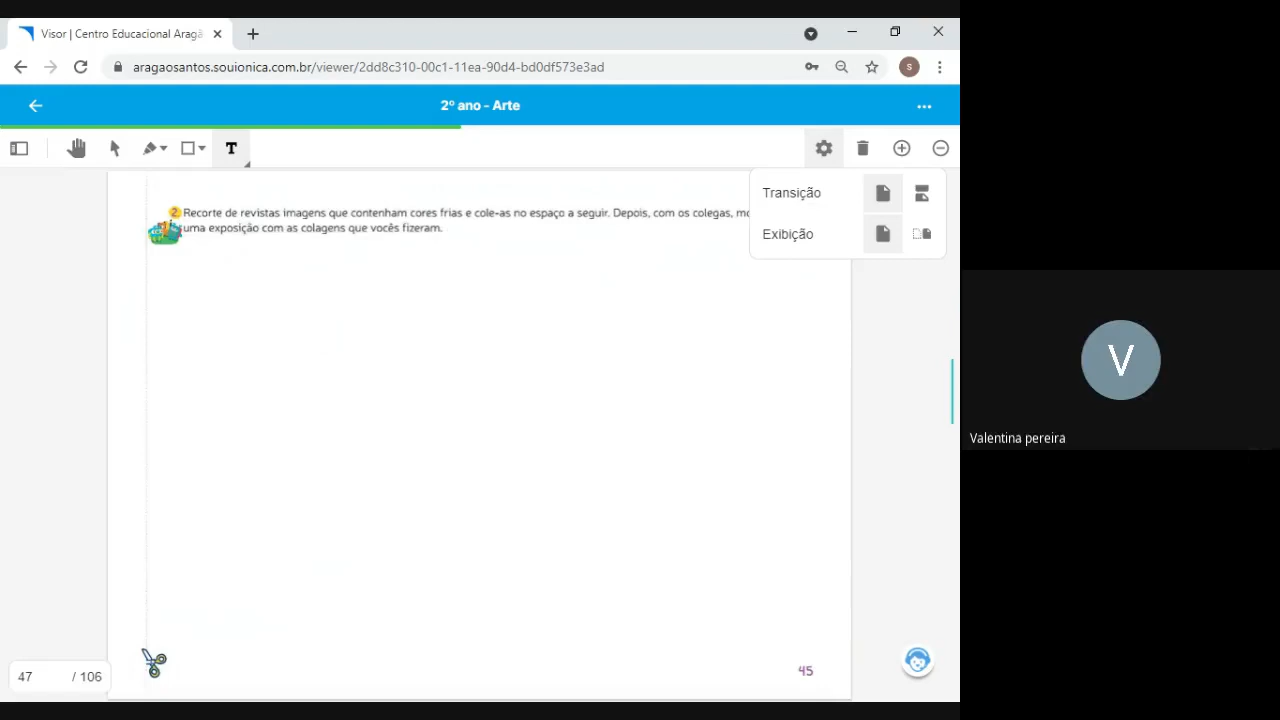 Visor | Centro Educacional Aragã
aragaosantos.souionica.com.br/viewer/2dd8c310-00c1-11ea-90d4-bd0df573e3ad
S
2º ano - Arte
T
Transição
Exibição
2 Recorte de revistas imagens que contenham cores frias e cole-as no espaço a seguir. Depois, com os colegas, mo
uma exposição com as colagens que vocês fizeram.
V
Valentina pereira
45
47 / 106